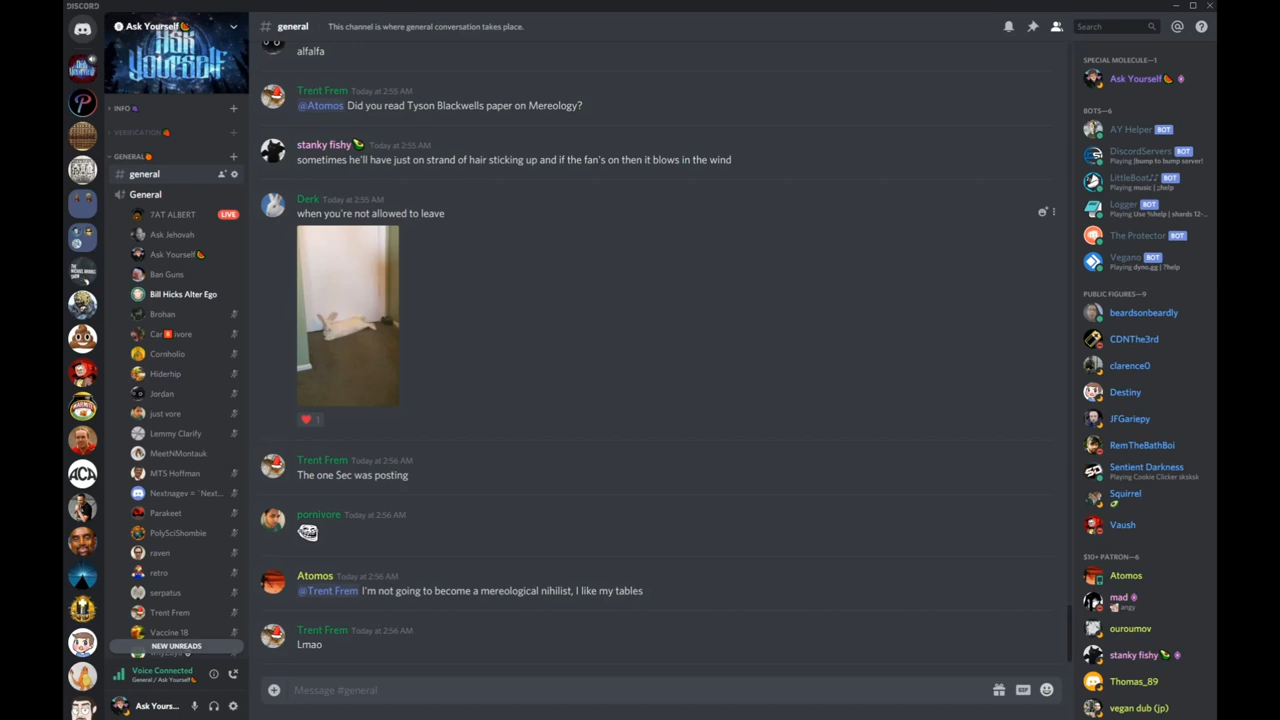 DISCORD
Ask Yourself
ASK
YOURSELF
# general
This channel is where general conversation takes place.
Search
INFO
VERIFICATION
GENERAL
# general
General
7AT ALBERT LIVE
Ask Jehovah
Ask Yourself
Ban Guns
Bill Hicks Alter Ego
Brohan
Car B ivore
Cornholio
Hiderhip
Jordan
just vore
Lemmy Clarify
MeetNMontauk
MTS Hoffman
Nextnagev = `Next...
Parakeet
PolySciShombie
raven
retro
serpatus
Trent Frem
Vaccine 18
NEW UNREADS
Voice Connected
General / Ask Yourself
Ask Yours...
ACA
alfalfa
Trent Frem Today at 2:55 AM
@Atomos Did you read Tyson Blackwells paper on Mereology?
stanky fishy Today at 2:55 AM
sometimes he'll have just on strand of hair sticking up and if the fan's on then it blows in the wind
Derk Today at 2:55 AM
when you're not allowed to leave
1
Trent Frem Today at 2:56 AM
The one Sec was posting
pornivore Today at 2:56 AM
Atomos Today at 2:56 AM
@Trent Frem I'm not going to become a mereological nihilist, I like my tables
Trent Frem Today at 2:56 AM
Lmao
Message #general
GIF
SPECIAL MOLECULE—1
Ask Yourself
BOTS—6
AY Helper BOT
DiscordServers BOT
Playing !bump to bump server!
LittleBoat♪♪ BOT
Playing music | ;;help
Logger BOT
Playing Use %help | shards 12-...
The Protector BOT
Vegano BOT
Playing dyno.gg | ?help
PUBLIC FIGURES—9
beardsonbeardly
CDNThe3rd
clarence0
Destiny
JFGariepy
RemTheBathBoi
Sentient Darkness
Playing Cookie Clicker sksksk
Squirrel
Vaush
$10+ PATRON—6
Atomos
mad
angy
ouroumov
stanky fishy
Thomas_89
vegan dub (jp)